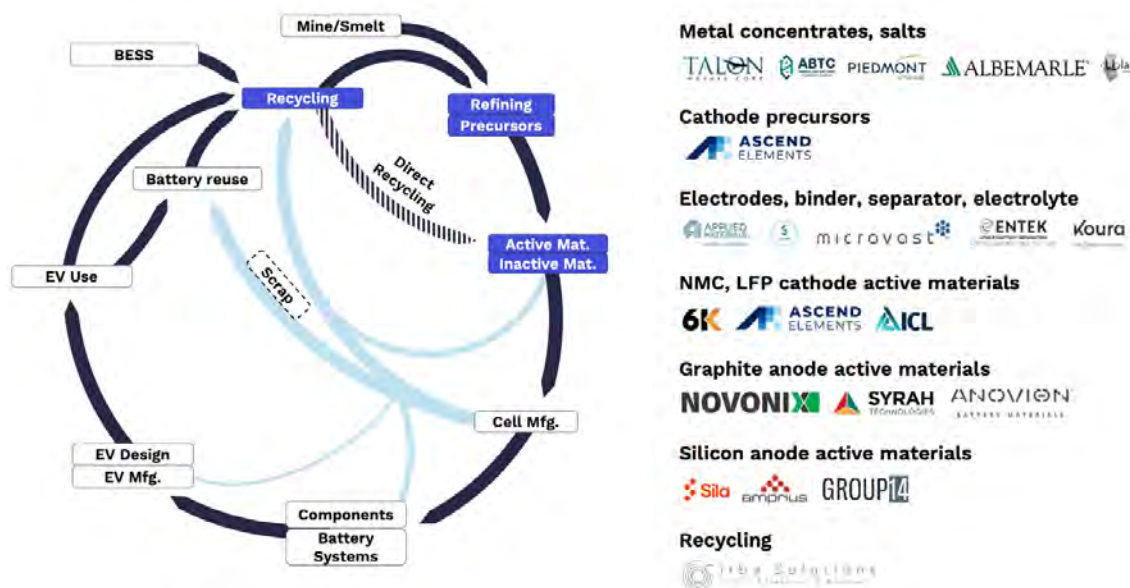 Mine/Smelt
BESS
Recycling
Refining
Precursors
Direct
Recycling
Battery reuse
Active Mat.
Inactive Mat.
EV Use
Scrap
Cell Mfg.
EV Design
EV Mfg.
Components
Battery
Systems
Metal concentrates, salts
TALON ABTC PIEDMONT ALBEMARLE
Cathode precursors
ASCEND
ELEMENTS
Electrodes, binder, separator, electrolyte
APPLIED
MATERIALS
S
microvast
ENTEK
Koura
NMC, LFP cathode active materials
6K
ASCEND
ELEMENTS
ICL
Graphite anode active materials
NOVONIX
SYRAH
TECHNOLOGIES
ANOVION
BATTERY MATERIALS
Silicon anode active materials
Sila
amprius
GROUP14
Recycling
Solutions